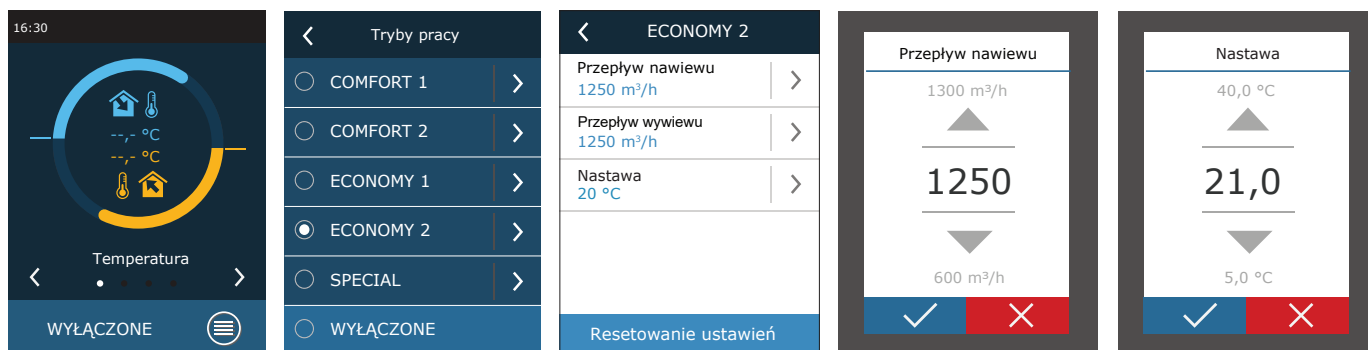 16:30
--,- °C
--,- °C
Temperatura
WYŁĄCZONE
Tryby pracy
COMFORT 1
COMFORT 2
ECONOMY 1
ECONOMY 2
SPECIAL
WYŁĄCZONE
ECONOMY 2
Przepływ nawiewu
1250 m³/h
Przepływ wywiewu
1250 m³/h
Nastawa
20 °C
Resetowanie ustawień
Przepływ nawiewu
1300 m³/h
1250
600 m³/h
Nastawa
40,0 °C
21,0
5,0 °C